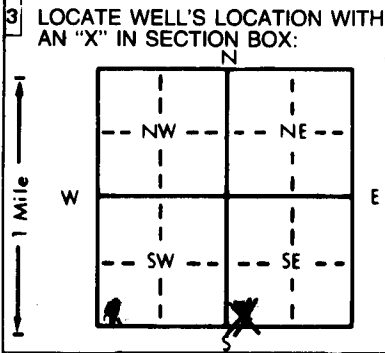 3 LOCATE WELL'S LOCATION WITH
AN "X" IN SECTION BOX:
N
NW NE
1 Mile
W E
SW SE
X
S